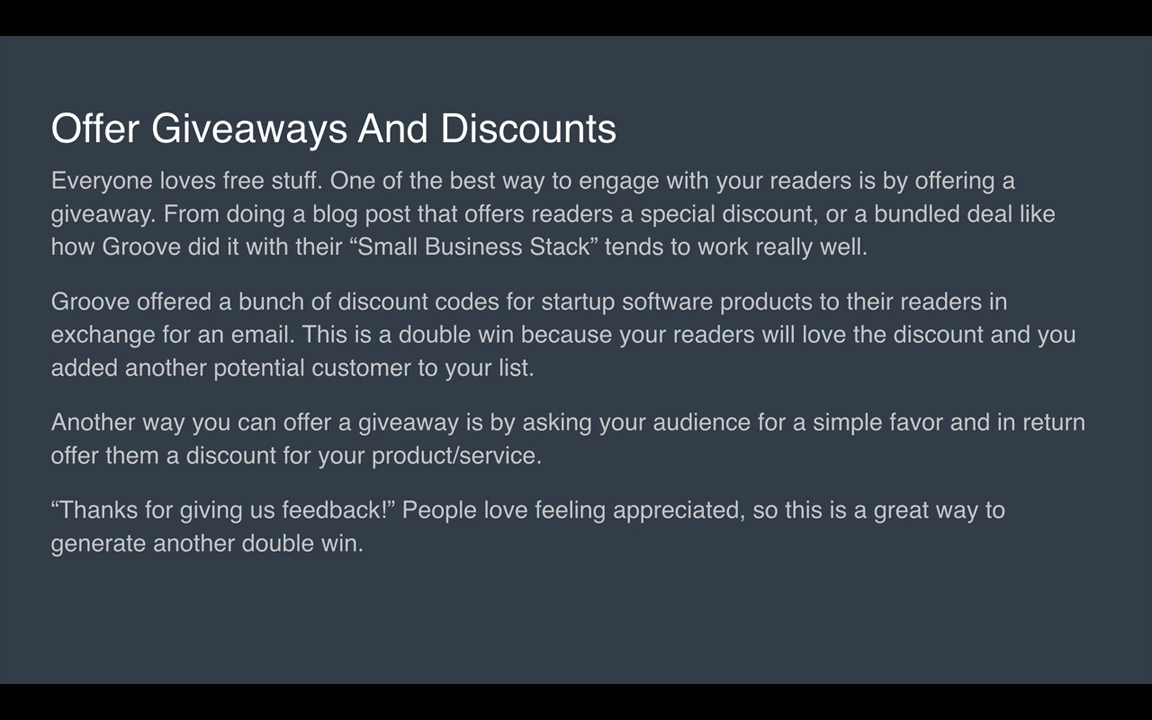 Offer Giveaways And Discounts
Everyone loves free stuff. One of the best way to engage with your readers is by offering a
giveaway. From doing a blog post that offers readers a special discount, or a bundled deal like
how Groove did it with their “Small Business Stack” tends to work really well.
Groove offered a bunch of discount codes for startup software products to their readers in
exchange for an email. This is a double win because your readers will love the discount and you
added another potential customer to your list.
Another way you can offer a giveaway is by asking your audience for a simple favor and in return
offer them a discount for your product/service.
“Thanks for giving us feedback!” People love feeling appreciated, so this is a great way to
generate another double win.